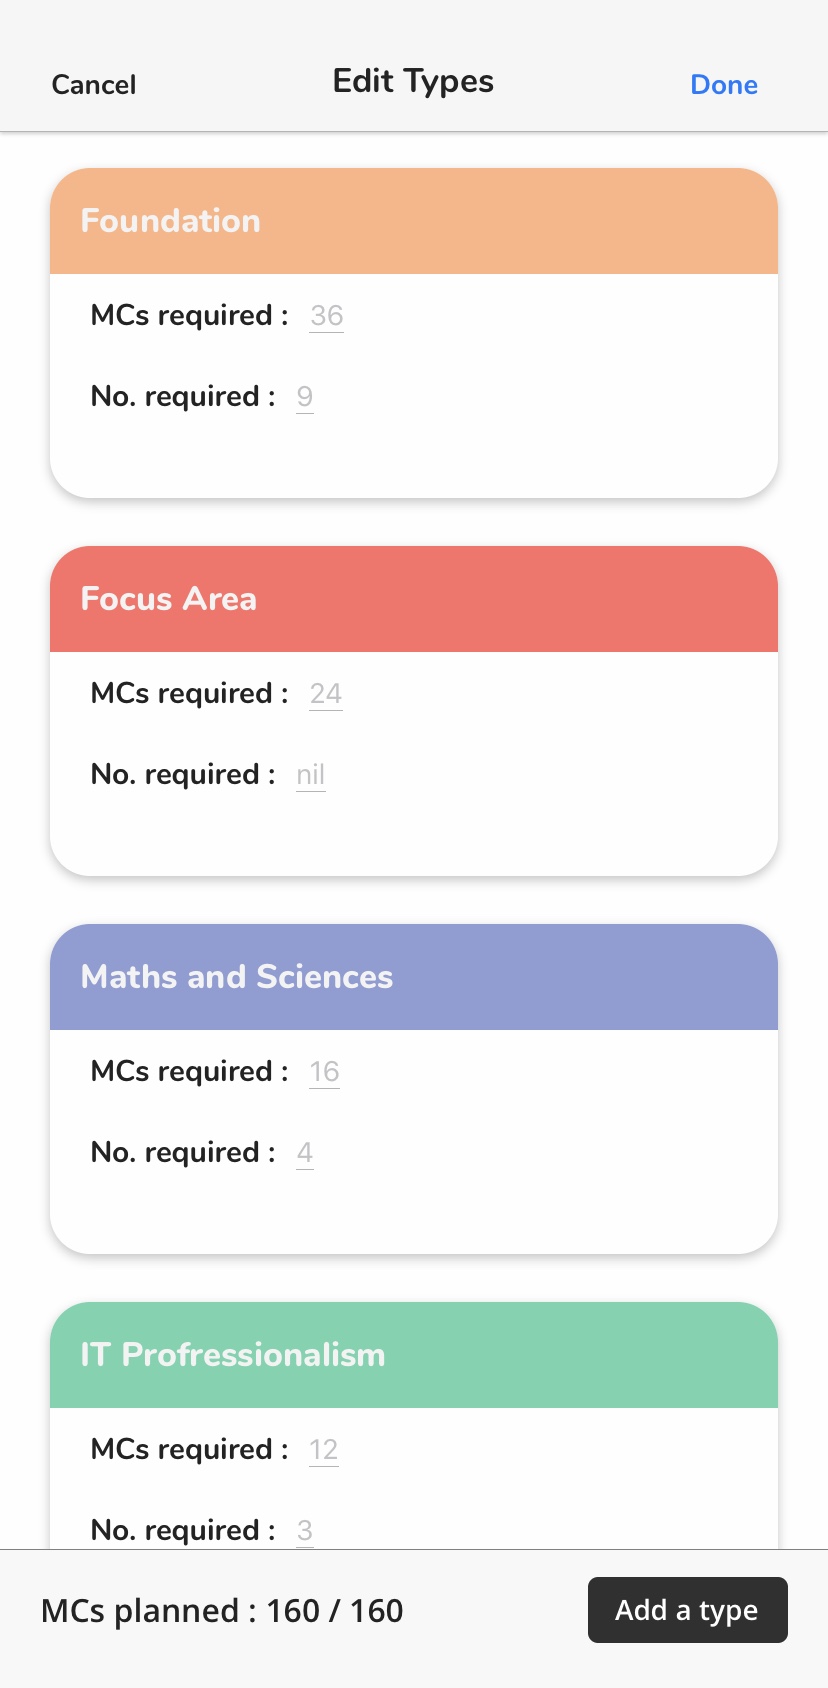 Cancel Edit Types Done
Foundation
MCs required : 36
No. required : 9
Focus Area
MCs required : 24
No. required : nil
Maths and Sciences
MCs required : 16
No. required : 4
IT Profressionalism
MCs required : 12
No. required : 3
MCs planned : 160 / 160 Add a type